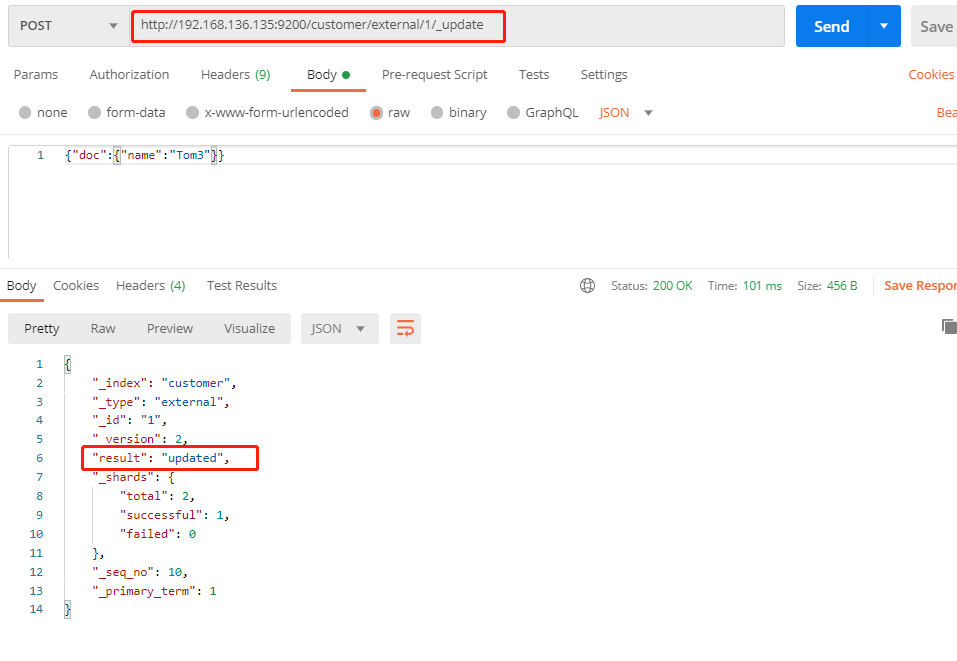 POST http://192.168.136.135:9200/customer/external/1/_update Send Save
Params Authorization Headers (9) Body Pre-request Script Tests Settings Cookies
none form-data x-www-form-urlencoded raw binary GraphQL JSON Bea
1 {"doc":{"name":"Tom3"}}
Body Cookies Headers (4) Test Results Status: 200 OK Time: 101 ms Size: 456 B Save Respor
Pretty Raw Preview Visualize JSON
1 {
2 "_index": "customer",
3 "_type": "external",
4 "_id": "1",
5 "_version": 2,
6 "result": "updated",
7 "_shards": {
8 "total": 2,
9 "successful": 1,
10 "failed": 0
11 },
12 "_seq_no": 10,
13 "_primary_term": 1
14 }